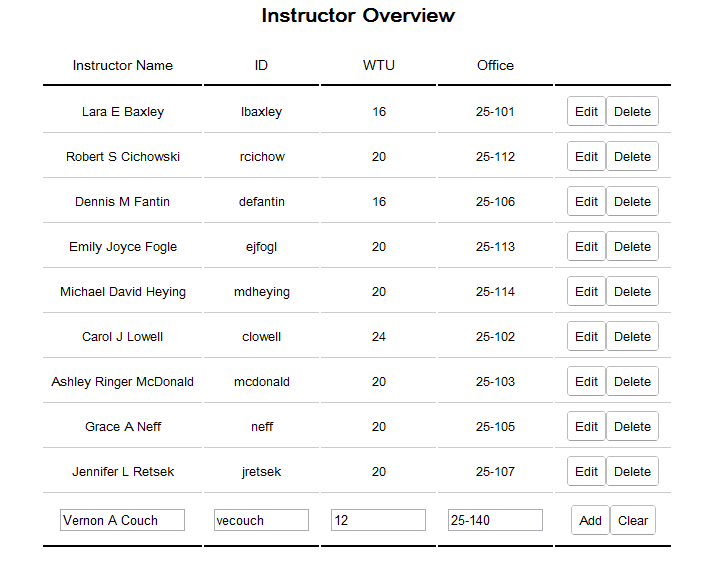 Instructor Overview
Instructor Name ID WTU Office
Lara E Baxley lbaxley 16 25-101 Edit Delete
Robert S Cichowski rcichow 20 25-112 Edit Delete
Dennis M Fantin defantin 16 25-106 Edit Delete
Emily Joyce Fogle ejfogl 20 25-113 Edit Delete
Michael David Heying mdheying 20 25-114 Edit Delete
Carol J Lowell clowell 24 25-102 Edit Delete
Ashley Ringer McDonald mcdonald 20 25-103 Edit Delete
Grace A Neff neff 20 25-105 Edit Delete
Jennifer L Retsek jretsek 20 25-107 Edit Delete
Vernon A Couch vecouch 12 25-140 Add Clear